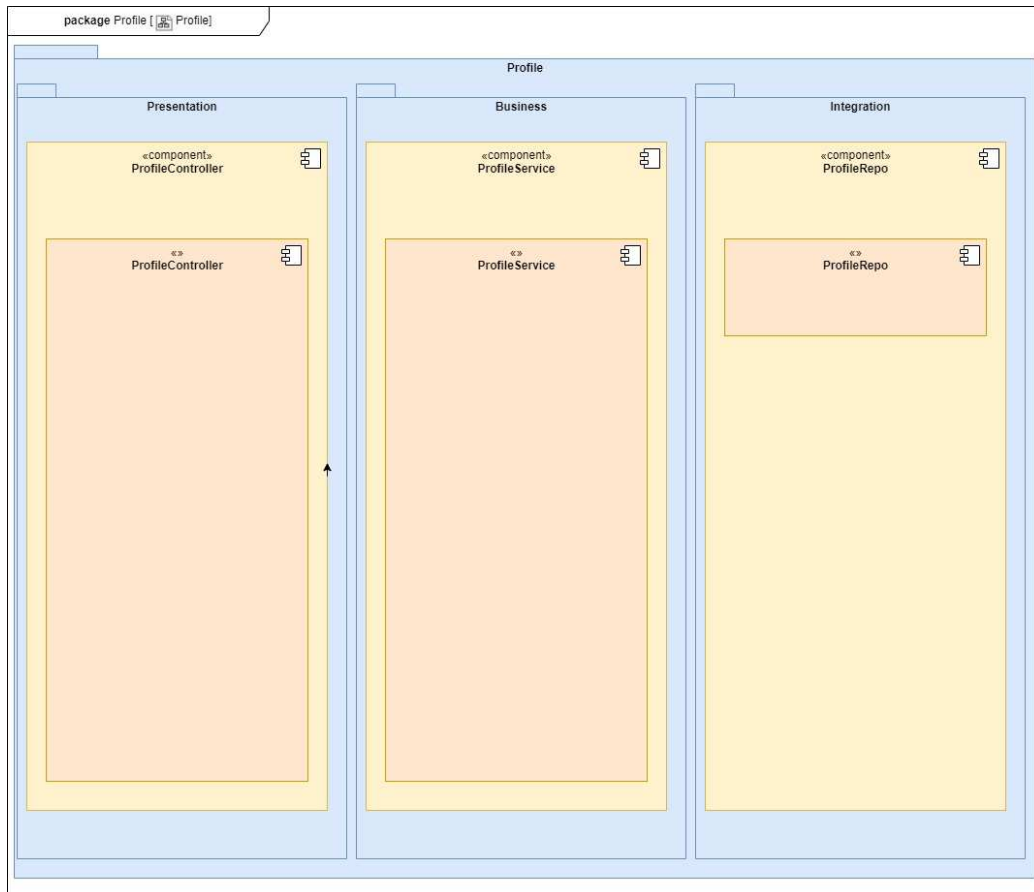 package Profile [ Profile]
Profile
Presentation
Business
Integration
«component»
ProfileController
«component»
ProfileService
«component»
ProfileRepo
«»
ProfileController
«»
ProfileService
«»
ProfileRepo